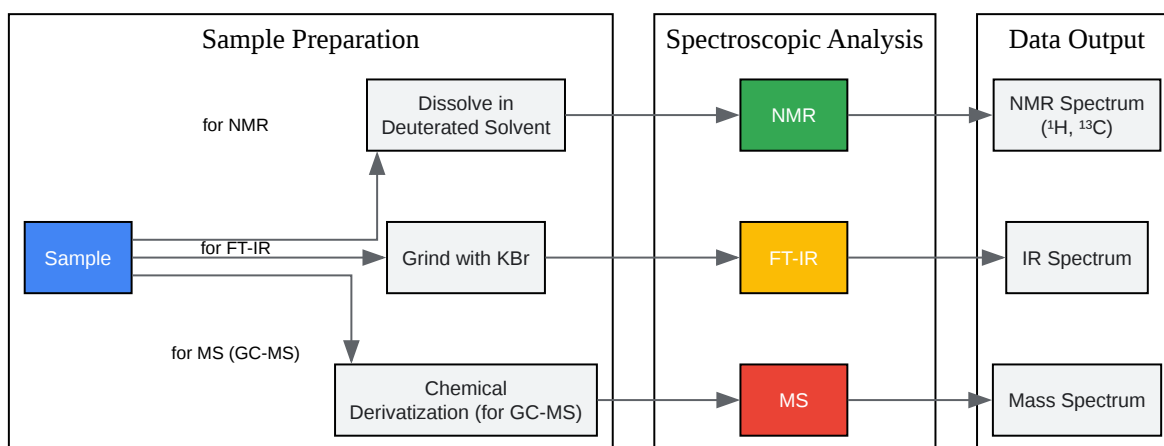 Sample Preparation
Spectroscopic Analysis
Data Output
for NMR
Dissolve in
Deuterated Solvent
NMR
NMR Spectrum
(¹H, ¹³C)
Sample
for FT-IR
Grind with KBr
FT-IR
IR Spectrum
for MS (GC-MS)
Chemical
Derivatization (for GC-MS)
MS
Mass Spectrum